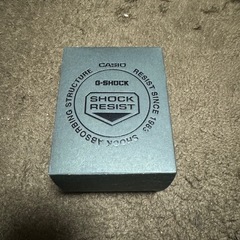 CASIO
G-SHOCK
SHOCK
RESIST
SHOCK ABSORBING STRUCTURE
RESIST SINCE 1983